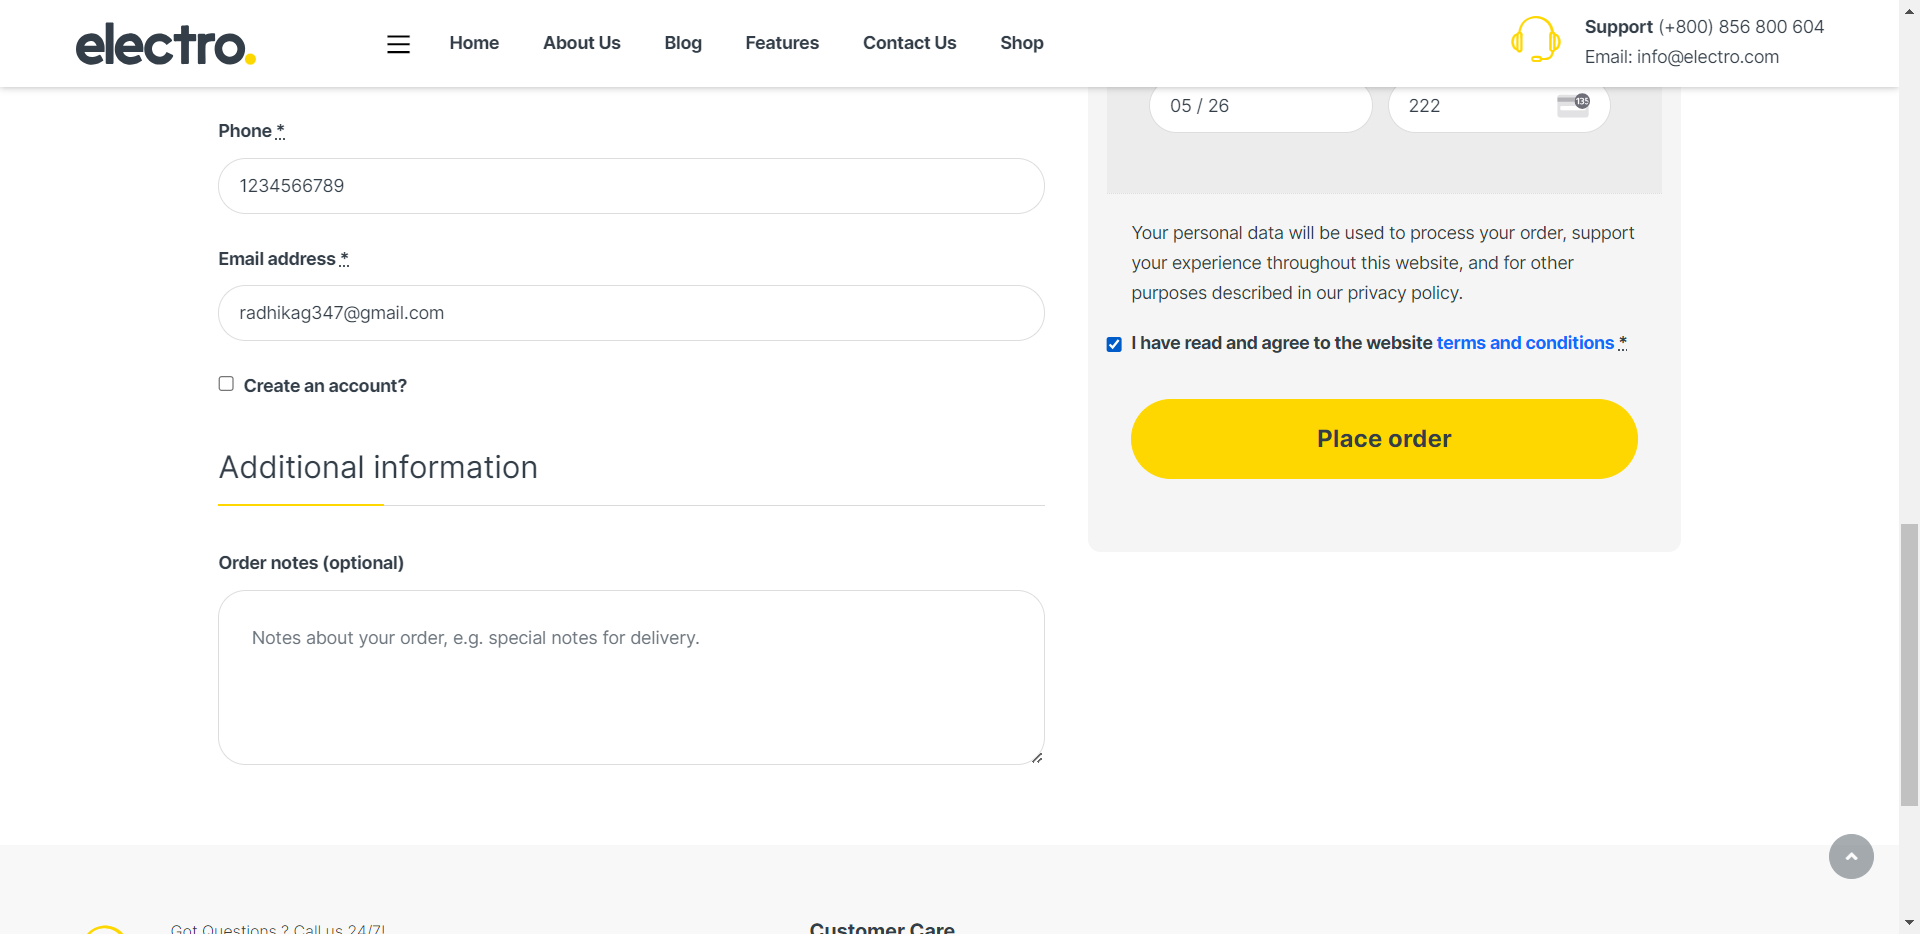 electro.
Home About Us Blog Features Contact Us Shop
Support (+800) 856 800 604
Email: info@electro.com
Phone *
1234566789
Email address *
radhikag347@gmail.com
Create an account?
Additional information
Order notes (optional)
Notes about your order, e.g. special notes for delivery.
05 / 26
222
135
Your personal data will be used to process your order, support
your experience throughout this website, and for other
purposes described in our privacy policy.
I have read and agree to the website terms and conditions *
Place order
Got Questions ? Call us 24/7!
Customer Care